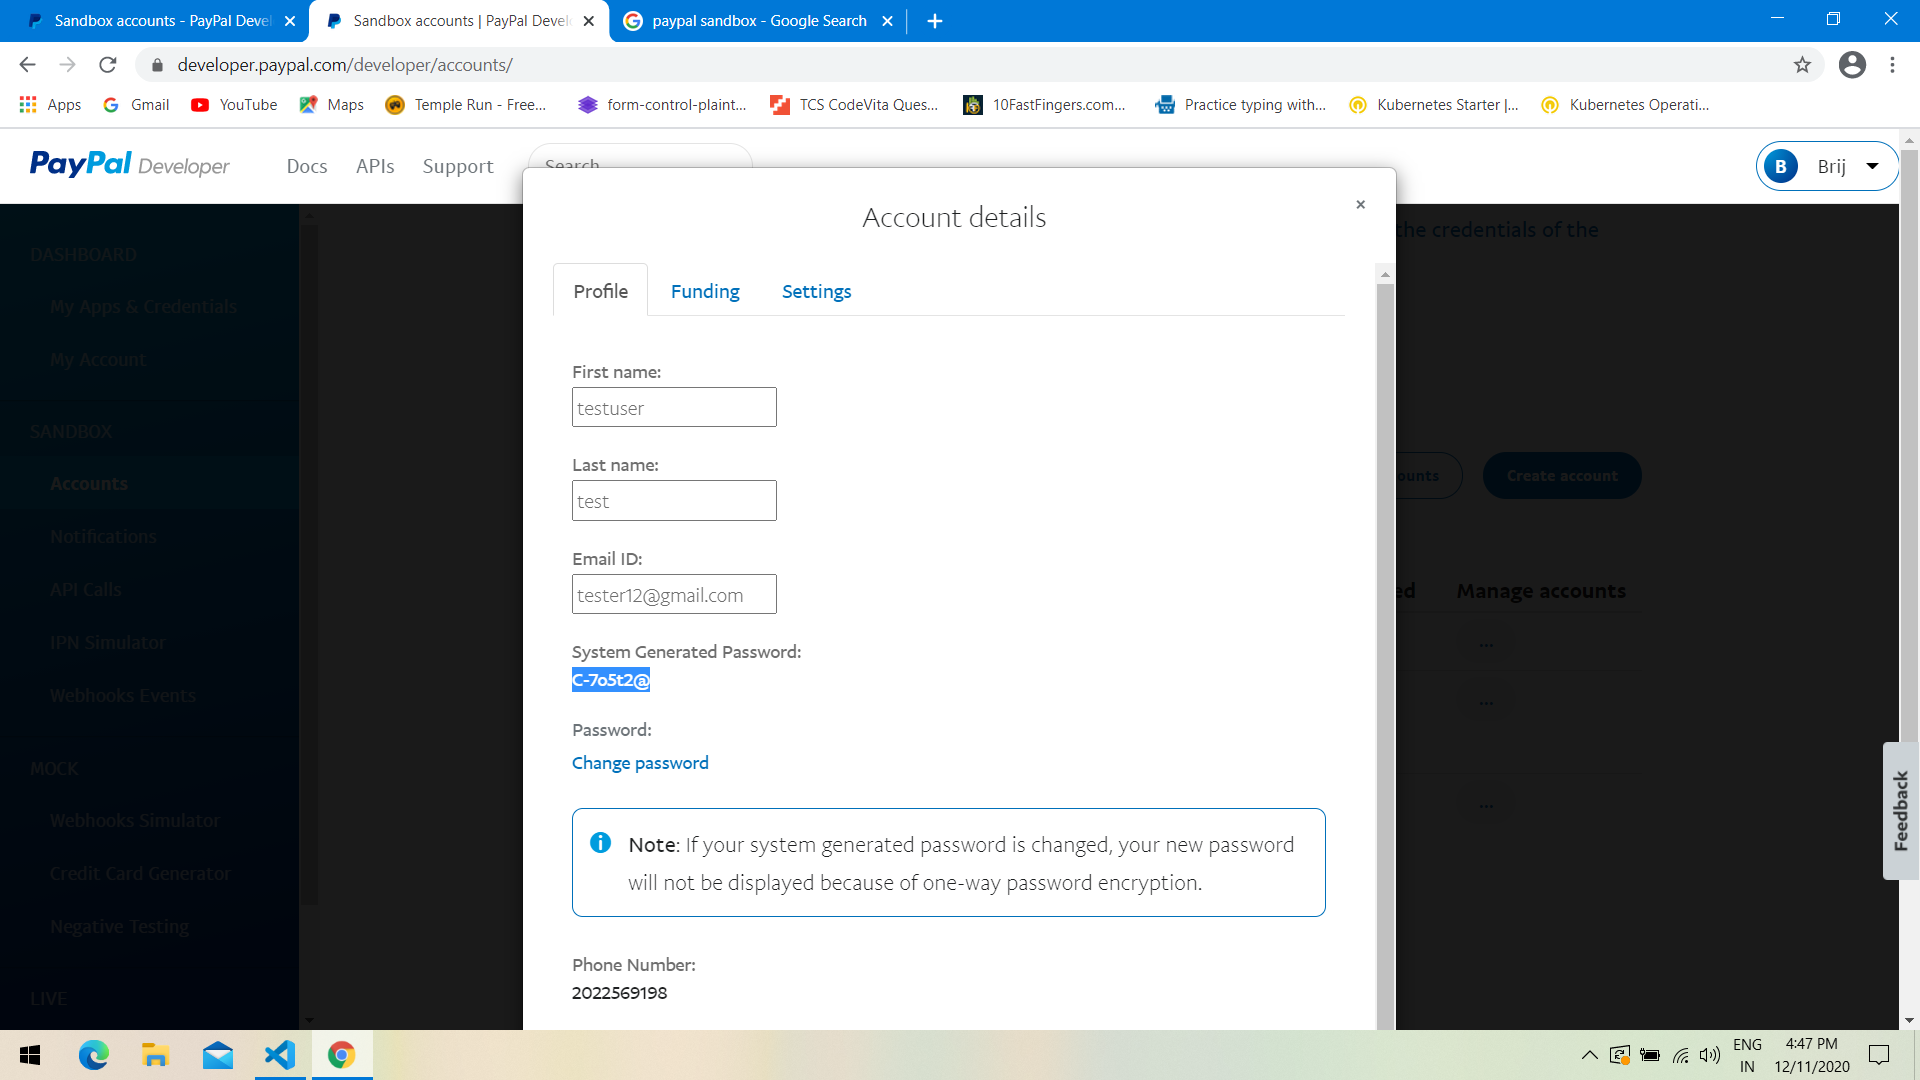 Sandbox accounts - PayPal Devel
Sandbox accounts | PayPal Develo
paypal sandbox - Google Search
developer.paypal.com/developer/accounts/
Apps
Gmail
YouTube
Maps
Temple Run - Free...
form-control-plaint...
TCS CodeVita Ques...
10FastFingers.com...
Practice typing with...
Kubernetes Starter |...
Kubernetes Operati...
PayPal Developer
Docs
APIs
Support
Search
B
Brij
Account details
×
the credentials of the
DASHBOARD
My Apps & Credentials
My Account
SANDBOX
Accounts
Notifications
API Calls
IPN Simulator
Webhooks Events
MOCK
Webhooks Simulator
Credit Card Generator
Negative Testing
LIVE
Profile
Funding
Settings
First name:
testuser
Last name:
test
Email ID:
tester12@gmail.com
System Generated Password:
C-7o5t2@
Password:
Change password
Note: If your system generated password is changed, your new password
will not be displayed because of one-way password encryption.
Phone Number:
2022569198
ounts
Create account
ed
Manage accounts
...
...
...
Feedback
ENG
IN
4:47 PM
12/11/2020